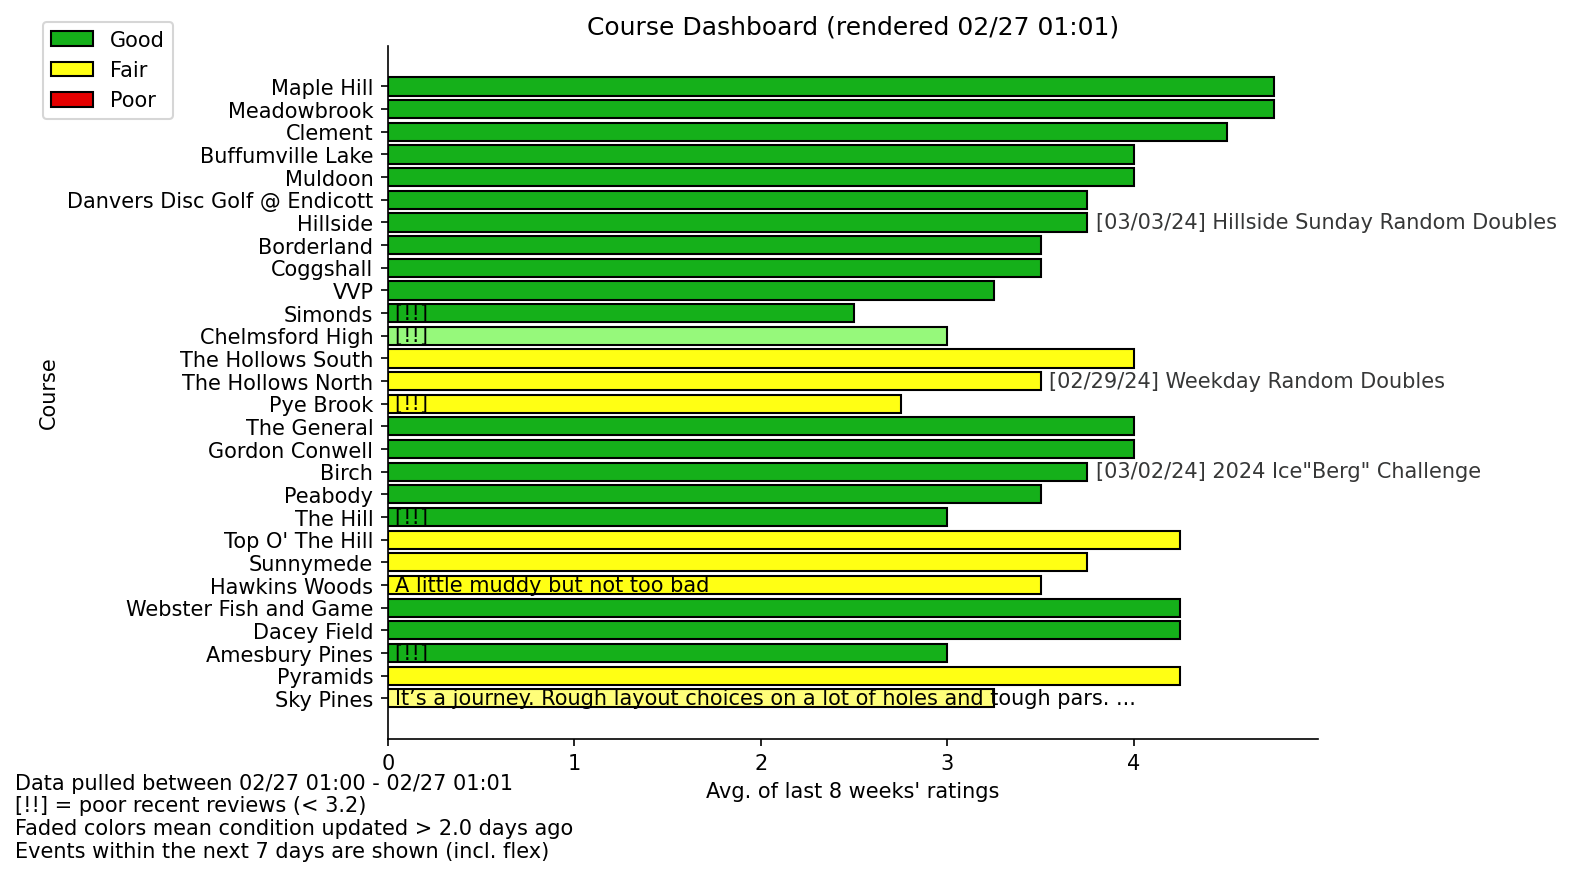 Course Dashboard (rendered 02/27 01:01)
Good
Fair
Poor
Maple Hill
Meadowbrook
Clement
Buffumville Lake
Muldoon
Danvers Disc Golf @ Endicott
Hillside [03/03/24] Hillside Sunday Random Doubles
Borderland
Coggshall
VVP
Simonds [!!]
Chelmsford High [!!]
The Hollows South
The Hollows North [02/29/24] Weekday Random Doubles
Pye Brook [!!]
The General
Gordon Conwell
Birch [03/02/24] 2024 Ice"Berg" Challenge
Peabody
The Hill [!!]
Top O' The Hill
Sunnymede
Hawkins Woods A little muddy but not too bad
Webster Fish and Game
Dacey Field
Amesbury Pines [!!]
Pyramids
Sky Pines It’s a journey. Rough layout choices on a lot of holes and tough pars. ...
Course
0 1 2 3 4
Avg. of last 8 weeks' ratings
Data pulled between 02/27 01:00 - 02/27 01:01
[!!] = poor recent reviews (< 3.2)
Faded colors mean condition updated > 2.0 days ago
Events within the next 7 days are shown (incl. flex)